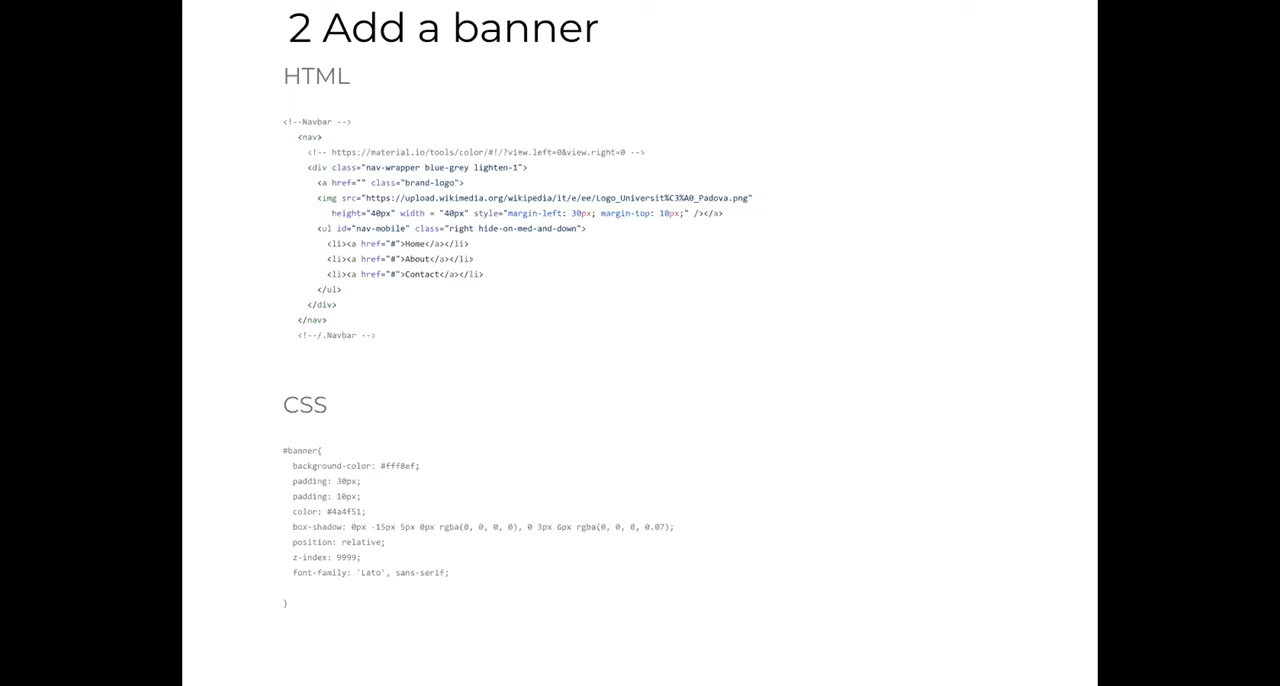 2 Add a banner
HTML
<!--Navbar -->
<nav>
<!-- https://material.io/tools/color/#!/?view.left=0&view.right=0 -->
<div class="nav-wrapper blue-grey lighten-1">
<a href="" class="brand-logo">
<img src="https://upload.wikimedia.org/wikipedia/it/e/ee/Logo_Universit%C3%A0_Padova.png"
height="40px" width = "40px" style="margin-left: 30px; margin-top: 10px;" /></a>
<ul id="nav-mobile" class="right hide-on-med-and-down">
<li><a href="#">Home</a></li>
<li><a href="#">About</a></li>
<li><a href="#">Contact</a></li>
</ul>
</div>
</nav>
<!--/.Navbar -->
CSS
#banner{
background-color: #fff8ef;
padding: 30px;
padding: 10px;
color: #4a4f51;
box-shadow: 0px -15px 5px 0px rgba(0, 0, 0, 0), 0 3px 6px rgba(0, 0, 0, 0.07);
position: relative;
z-index: 9999;
font-family: 'Lato', sans-serif;
}